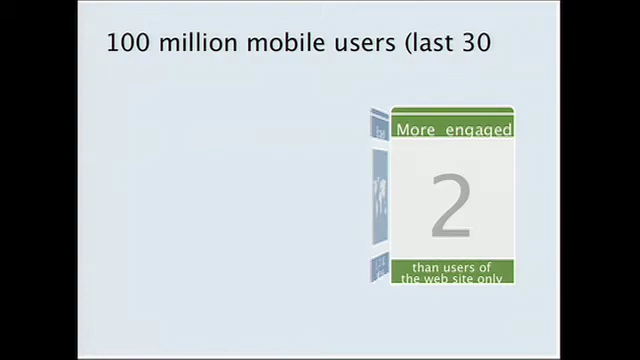 100 million mobile users (last 30
More engaged
2
than users of
the web site only